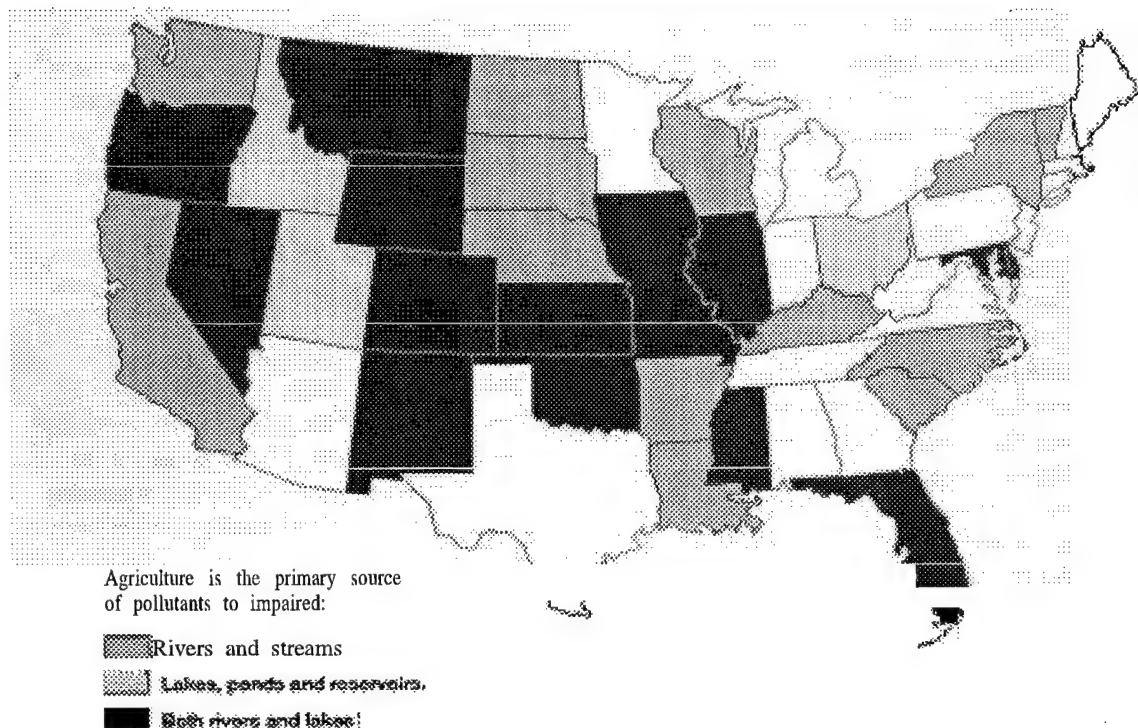 Agriculture is the primary source
of pollutants to impaired:
Rivers and streams
Lakes, ponds and reservoirs.
Both rivers and lakes